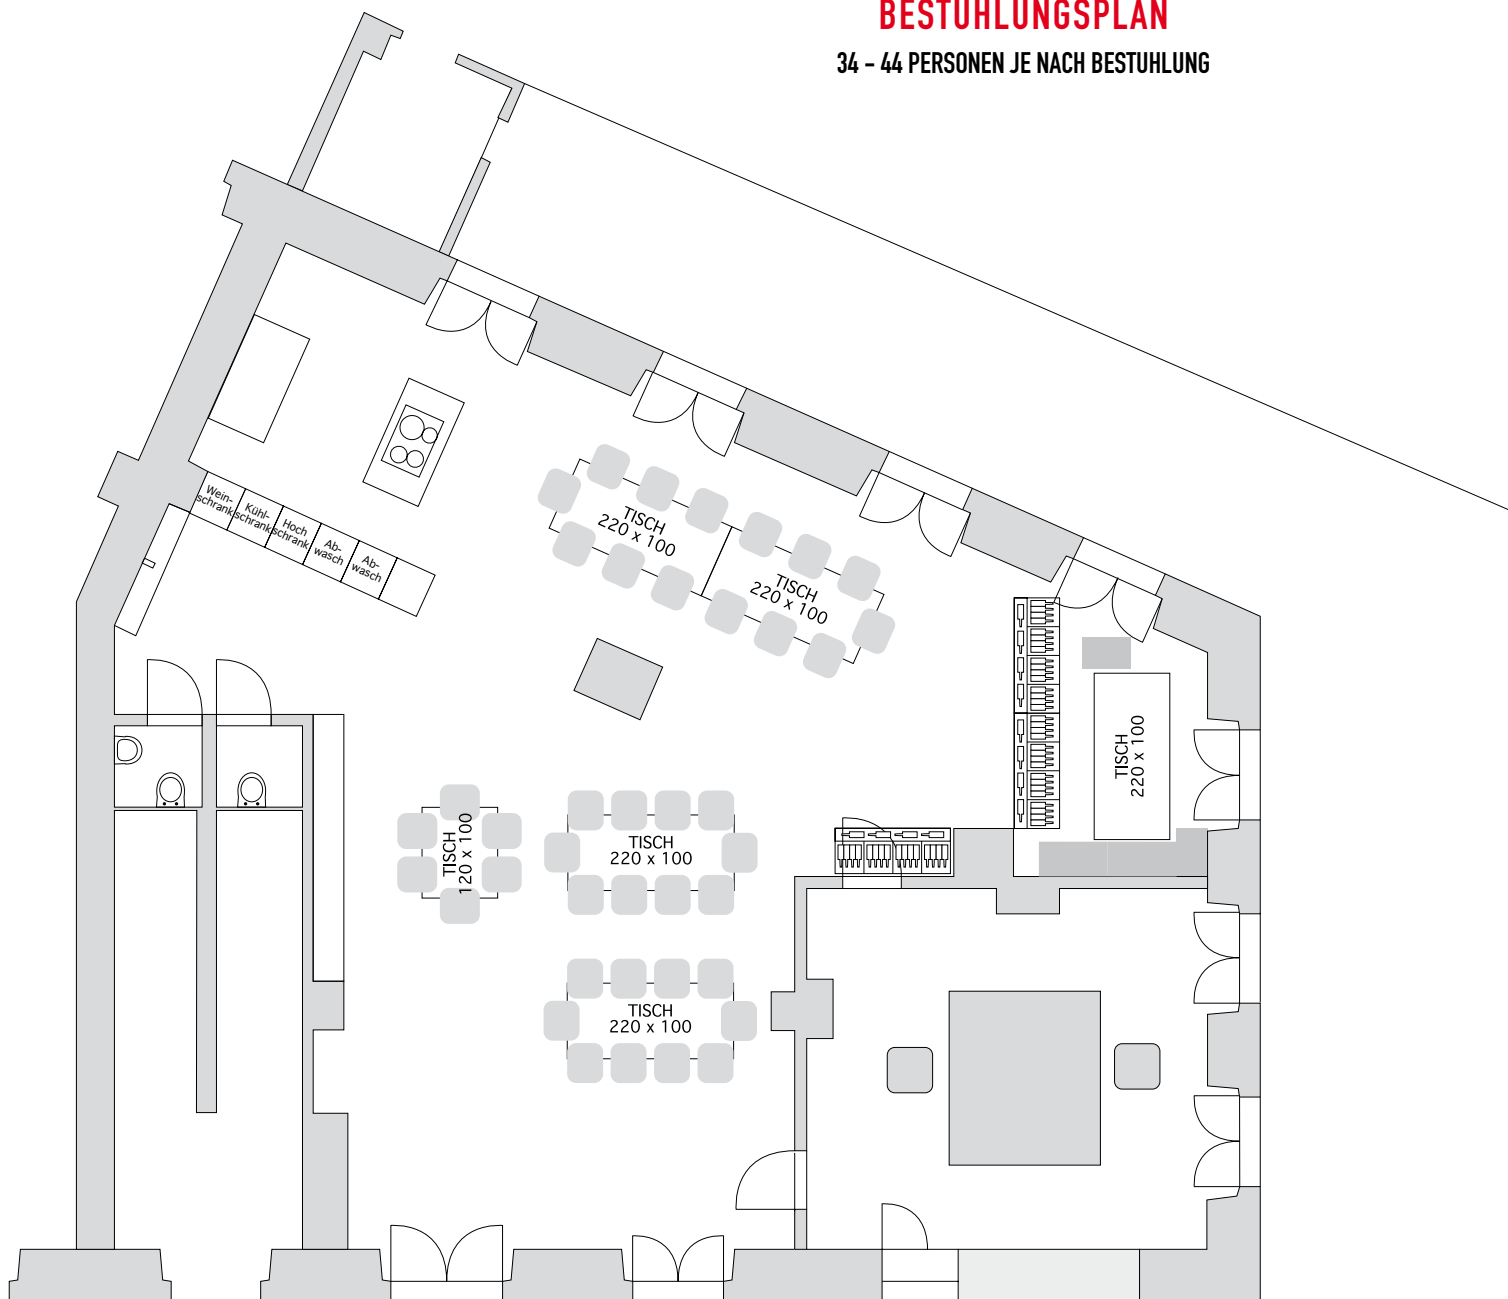 BESTUHLUNGSPLAN
34 - 44 PERSONEN JE NACH BESTUHLUNG
Wein-
schrank
Kühl-
schrank
Hoch
schrank
Ab-
wasch
Ab-
wasch
TISCH
220 x 100
TISCH
220 x 100
TISCH
220 x 100
TISCH
120 x 100
TISCH
220 x 100
TISCH
220 x 100